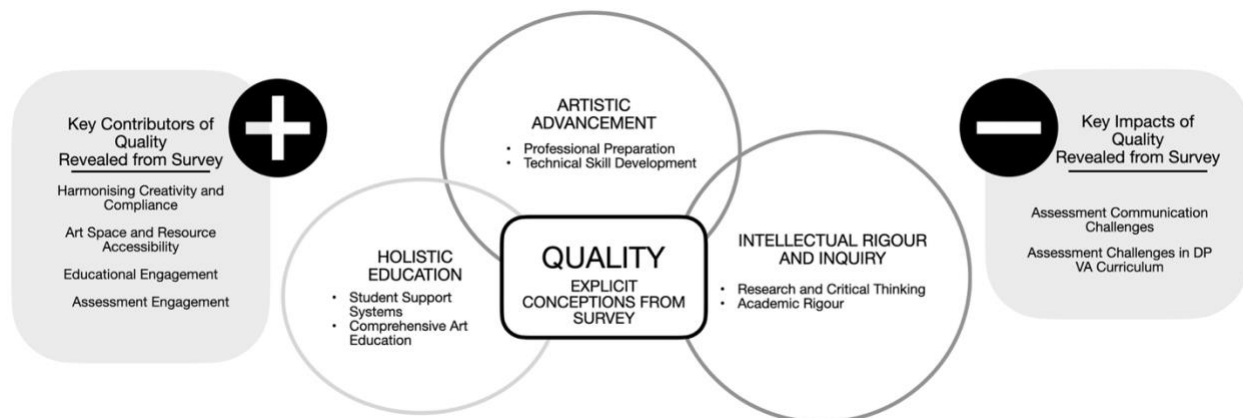 Key Contributors of
Quality
Revealed from Survey
Harmonising Creativity and
Compliance
Art Space and Resource
Accessibility
Educational Engagement
Assessment Engagement
ARTISTIC
ADVANCEMENT
• Professional Preparation
• Technical Skill Development
HOLISTIC
EDUCATION
• Student Support
Systems
• Comprehensive Art
Education
QUALITY
EXPLICIT
CONCEPTIONS FROM
SURVEY
INTELLECTUAL RIGOUR
AND INQUIRY
• Research and Critical Thinking
• Academic Rigour
Key Impacts of
Quality
Revealed from Survey
Assessment Communication
Challenges
Assessment Challenges in DP
VA Curriculum